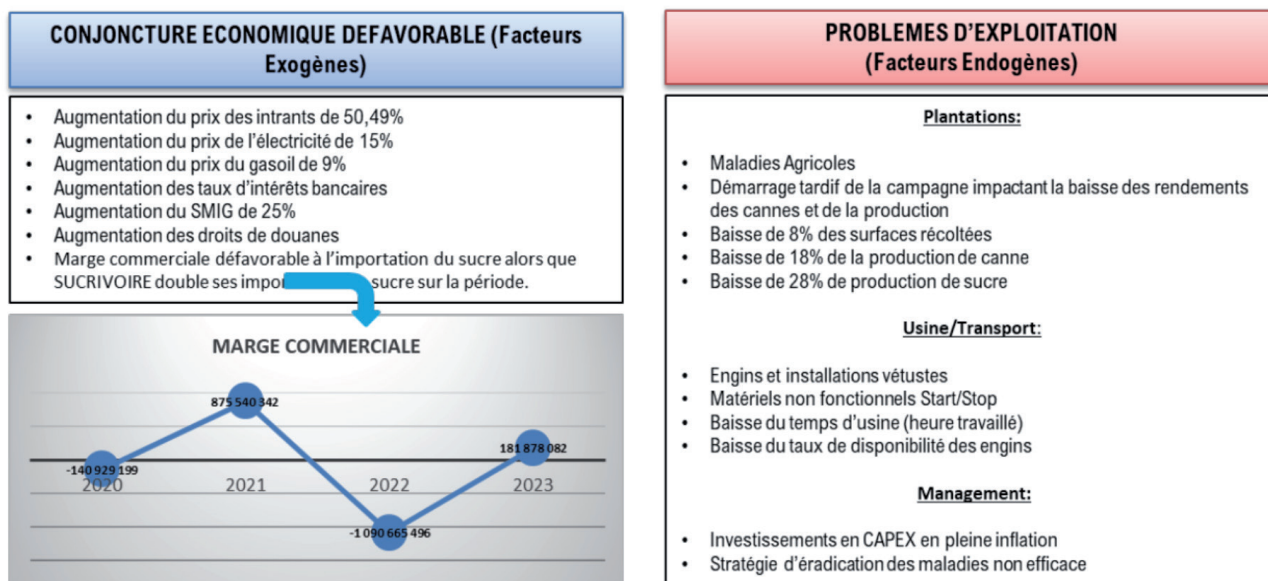 CONJONCTURE ECONOMIQUE DEFAVORABLE (Facteurs
Exogènes)
• Augmentation du prix des intrants de 50,49%
• Augmentation du prix de l'électricité de 15%
• Augmentation du prix du gasoil de 9%
• Augmentation des taux d'intérêts bancaires
• Augmentation du SMIG de 25%
• Augmentation des droits de douanes
• Marge commerciale défavorable à l'importation du sucre alors que
SUCRIVOIRE double ses impor sucre sur la période.
MARGE COMMERCIALE
875 540 342
181 878 082
-140 929 199
2020 2021 2022 2023
-1 090 665 496
PROBLEMES D'EXPLOITATION
(Facteurs Endogènes)
Plantations:
• Maladies Agricoles
• Démarrage tardif de la campagne impactant la baisse des rendements
des cannes et de la production
• Baisse de 8% des surfaces récoltées
• Baisse de 18% de la production de canne
• Baisse de 28% de production de sucre
Usine/Transport:
• Engins et installations vétustes
• Matériels non fonctionnels Start/Stop
• Baisse du temps d'usine (heure travaillé)
• Baisse du taux de disponibilité des engins
Management:
• Investissements en CAPEX en pleine inflation
• Stratégie d'éradication des maladies non efficace